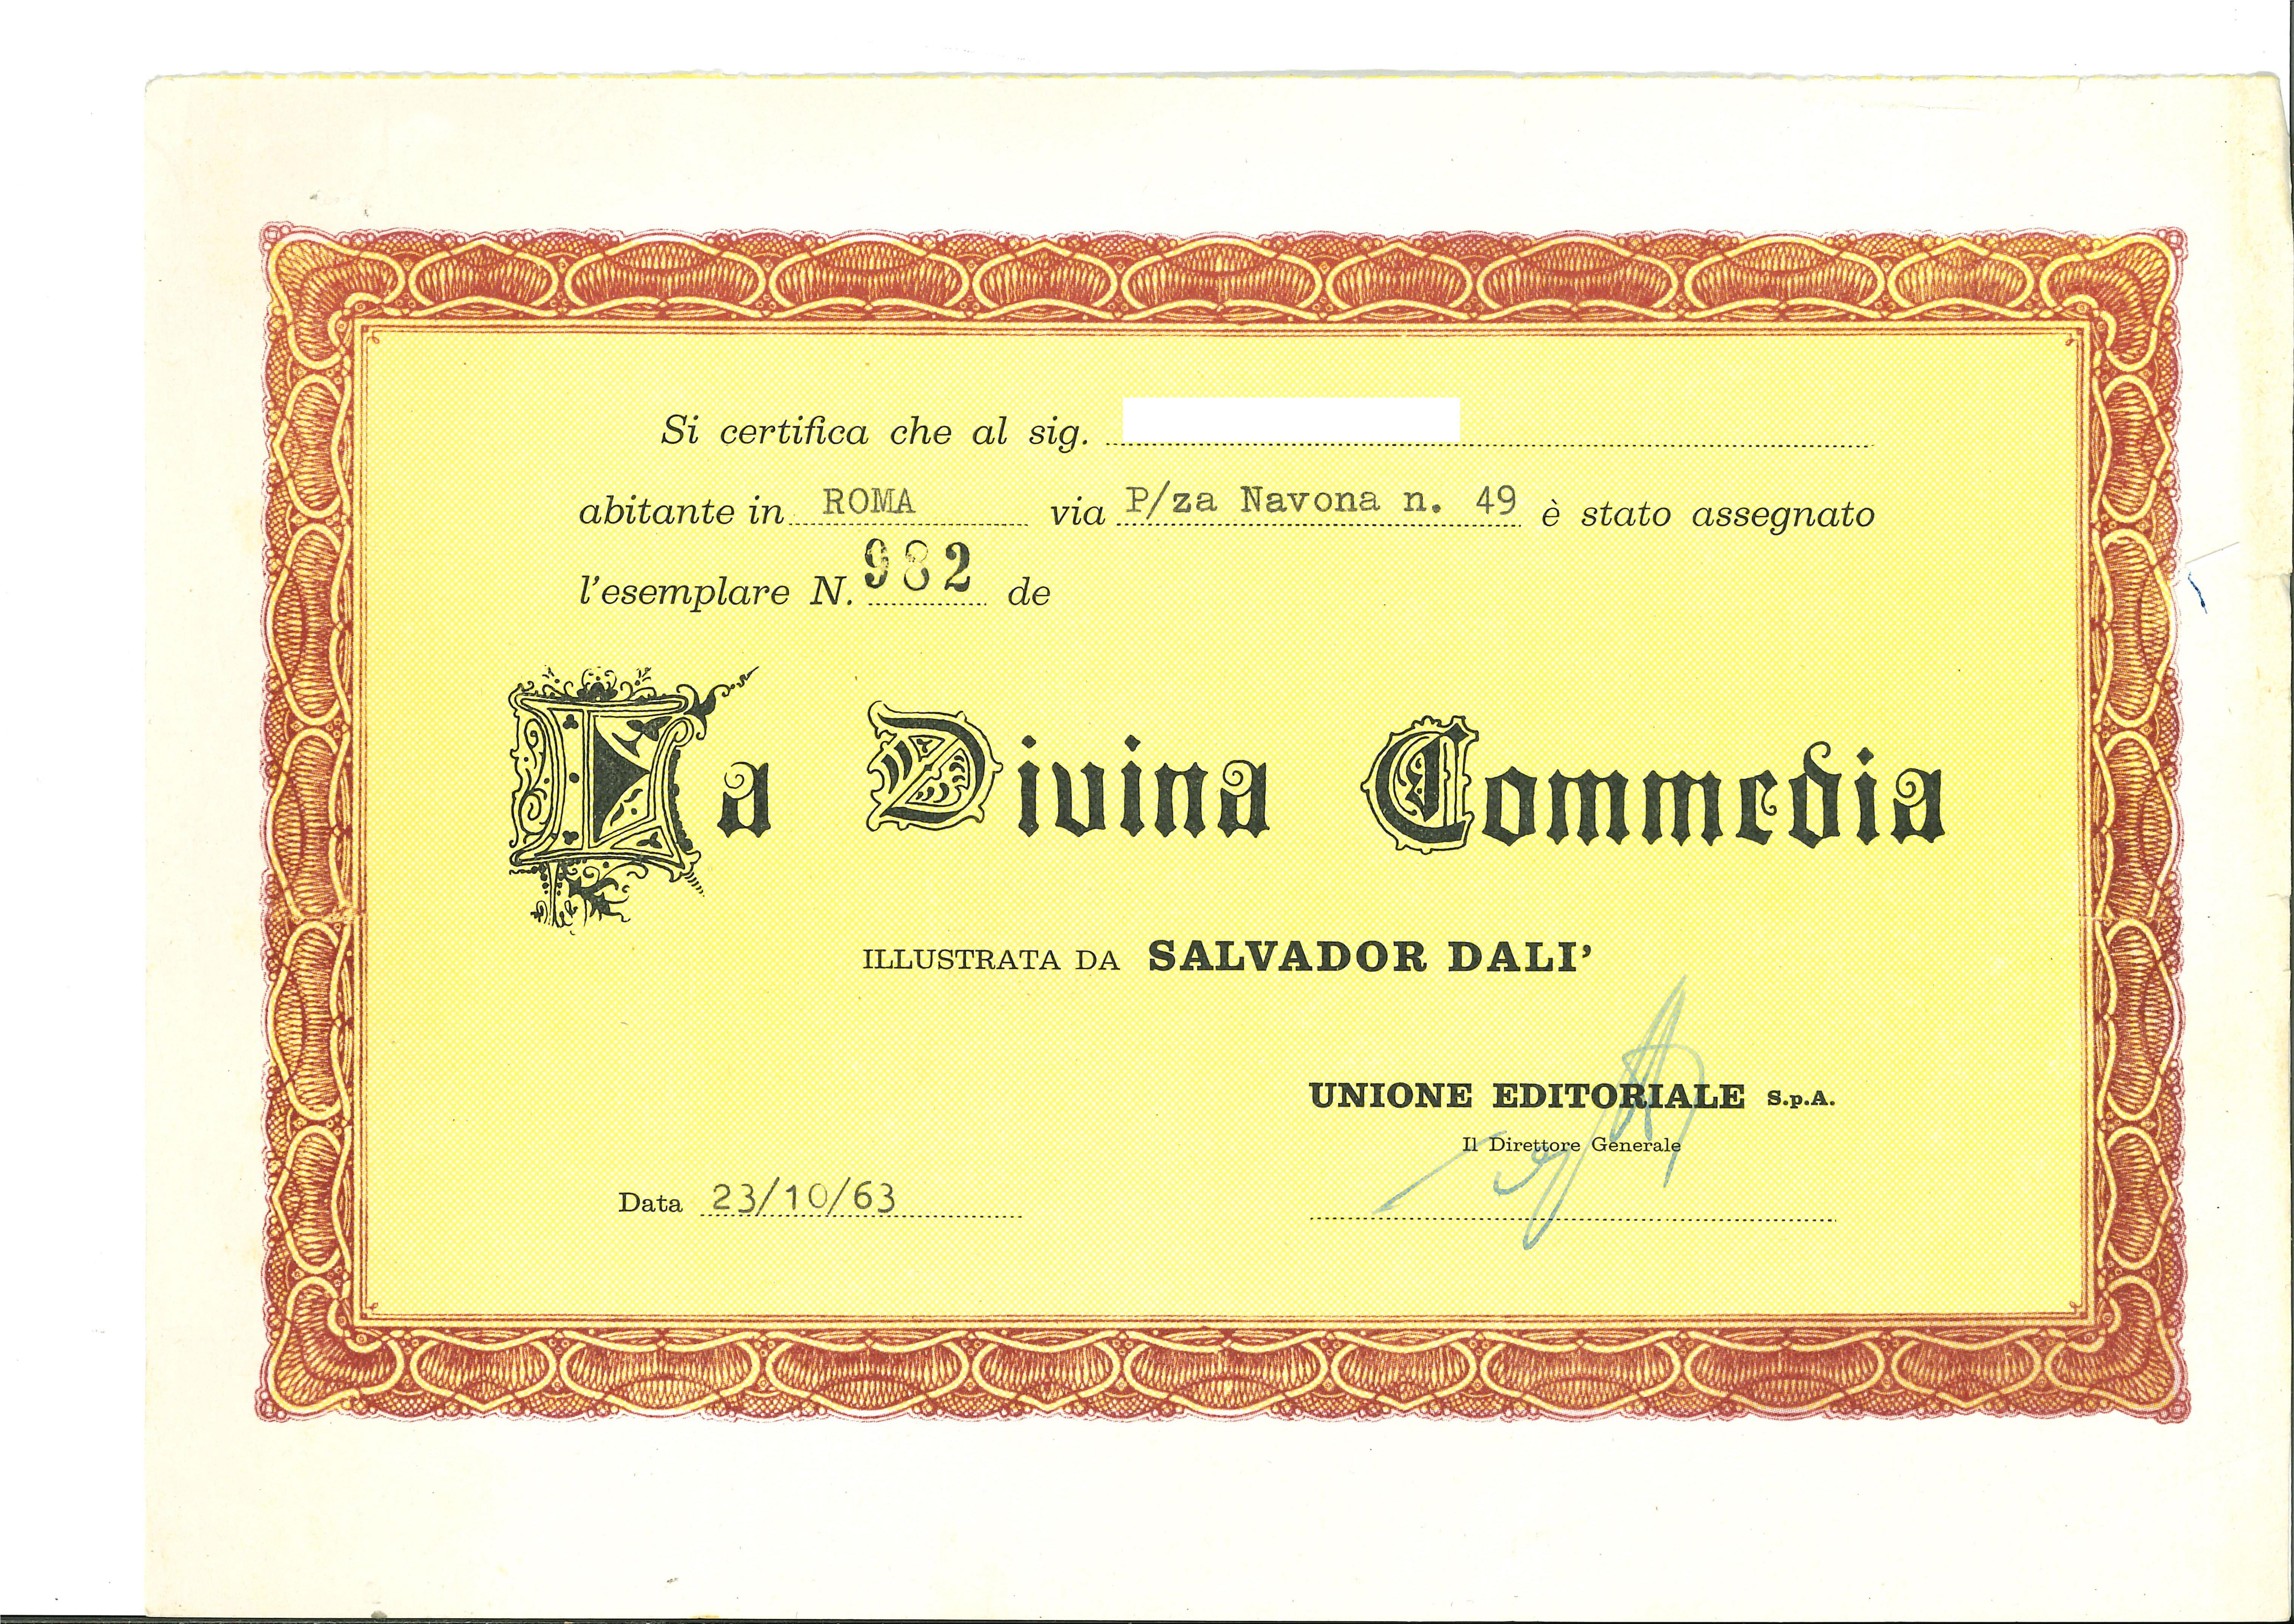 Si certifica che al sig.
abitante in ROMA via P/za Navona n. 49 è stato assegnato
l'esemplare N. 982 de
La Divina Commedia
ILLUSTRATA DA SALVADOR DALI'
UNIONE EDITORIALE S.p.A.
Il Direttore Generale
Data 23/10/63